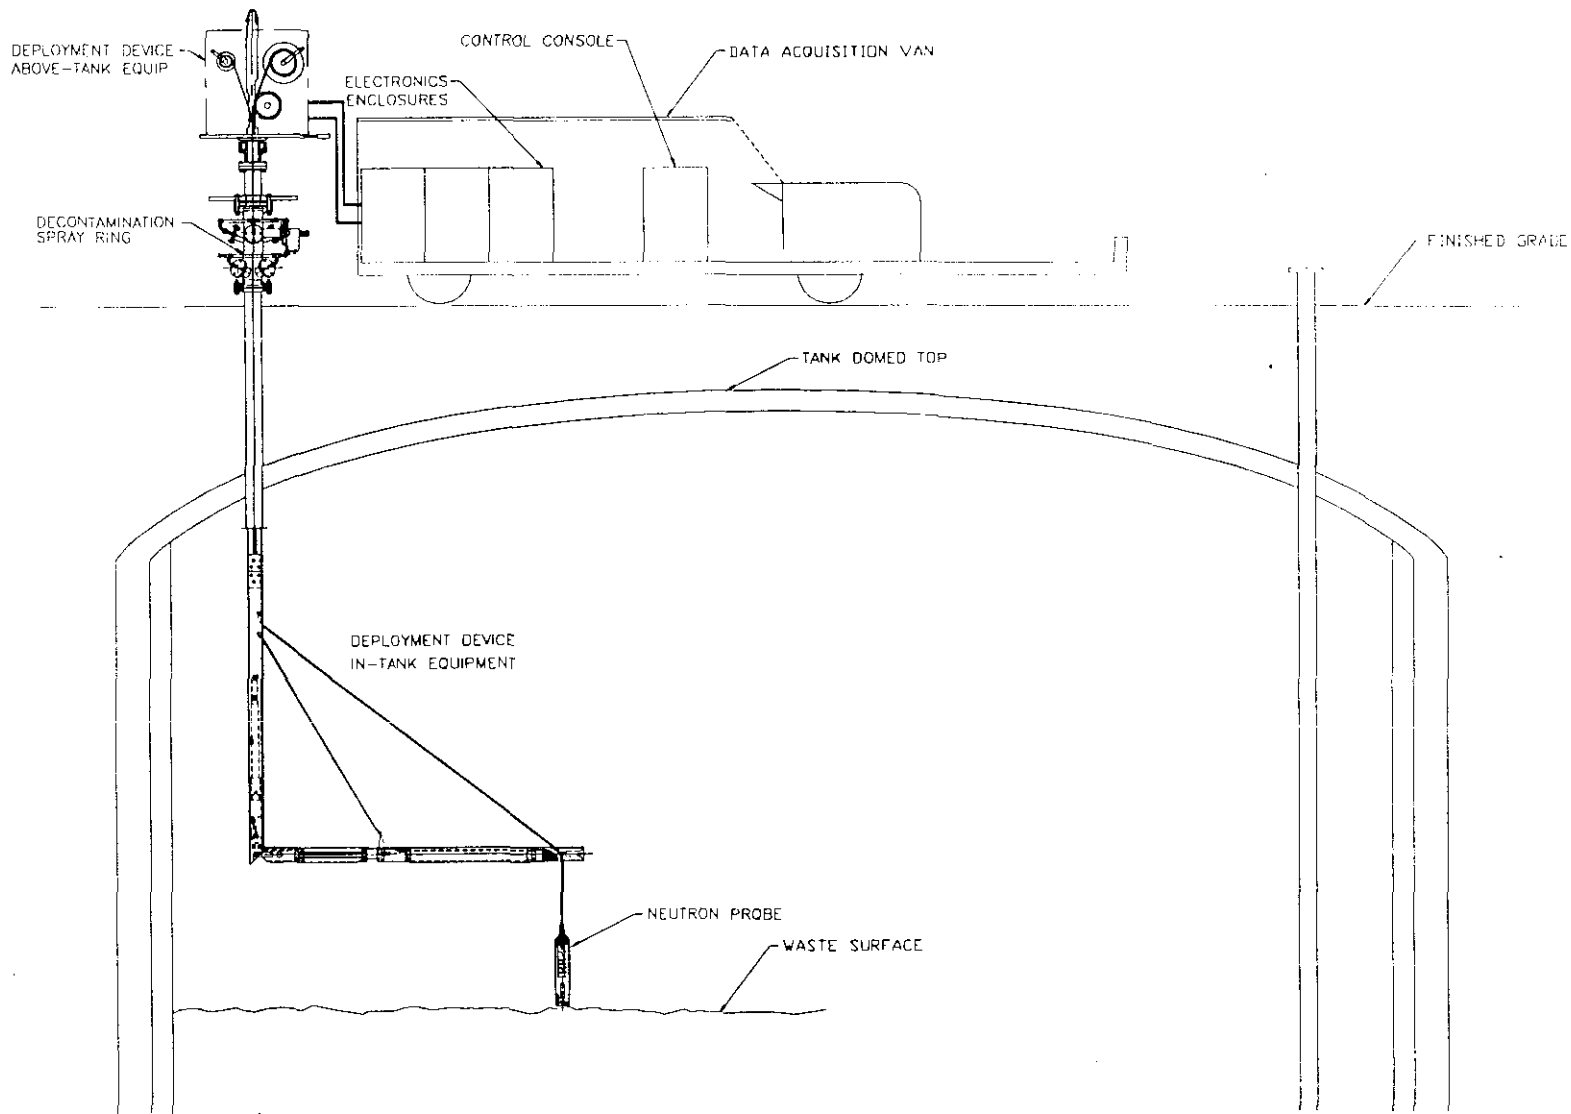 DEPLOYMENT DEVICE
ABOVE-TANK EQUIP
CONTROL CONSOLE
DATA ACQUISITION VAN
ELECTRONICS
ENCLOSURES
DECONTAMINATION
SPRAY RING
FINISHED GRADE
TANK DOMED TOP
DEPLOYMENT DEVICE
IN-TANK EQUIPMENT
NEUTRON PROBE
WASTE SURFACE